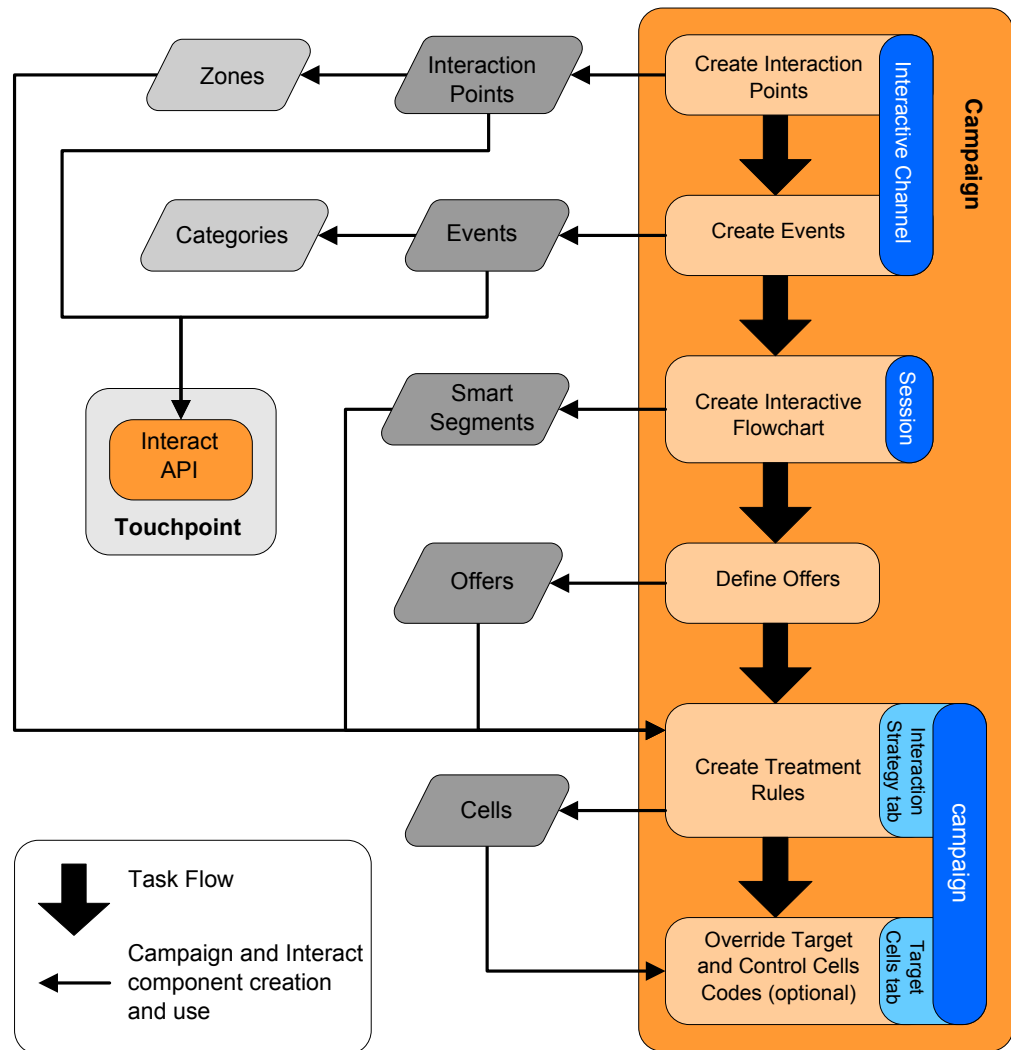 Zones
Interaction
Points
Create Interaction
Points
Interactive Channel
Campaign
Categories
Events
Create Events
Smart
Segments
Create Interactive
Flowchart
Session
Interact
API
Touchpoint
Offers
Define Offers
Create Treatment
Rules
Interaction
Strategy tab
campaign
Cells
Override Target
and Control Cells
Codes (optional)
Target
Cells tab
Task Flow
Campaign and Interact
component creation
and use